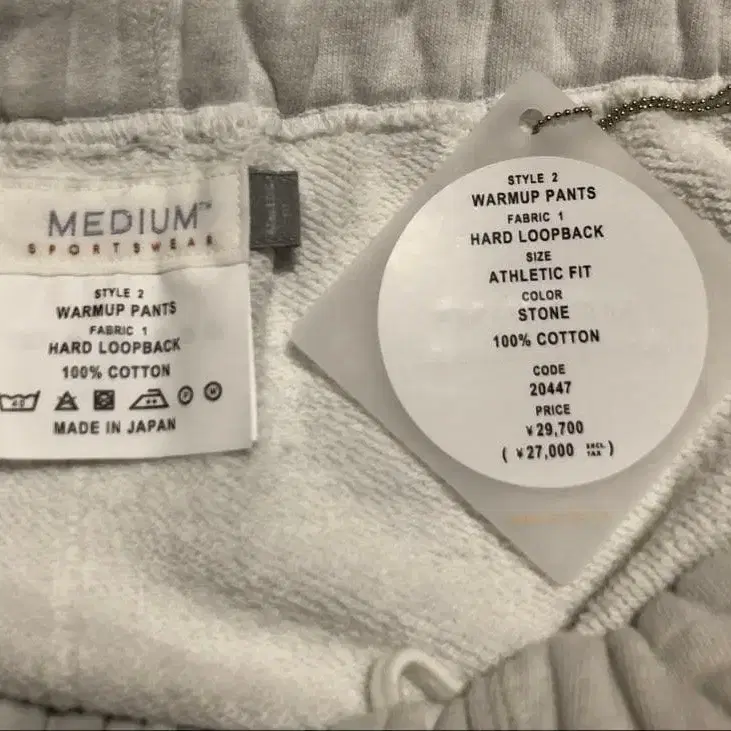 MEDIUM™
SPORTSWEAR
STYLE 2
WARMUP PANTS
FABRIC 1
HARD LOOPBACK
100% COTTON
40
P
W
MADE IN JAPAN
STYLE 2
WARMUP PANTS
FABRIC 1
HARD LOOPBACK
SIZE
ATHLETIC FIT
COLOR
STONE
100% COTTON
CODE
20447
PRICE
¥29,700
( ¥27,000 EXCL. TAX )